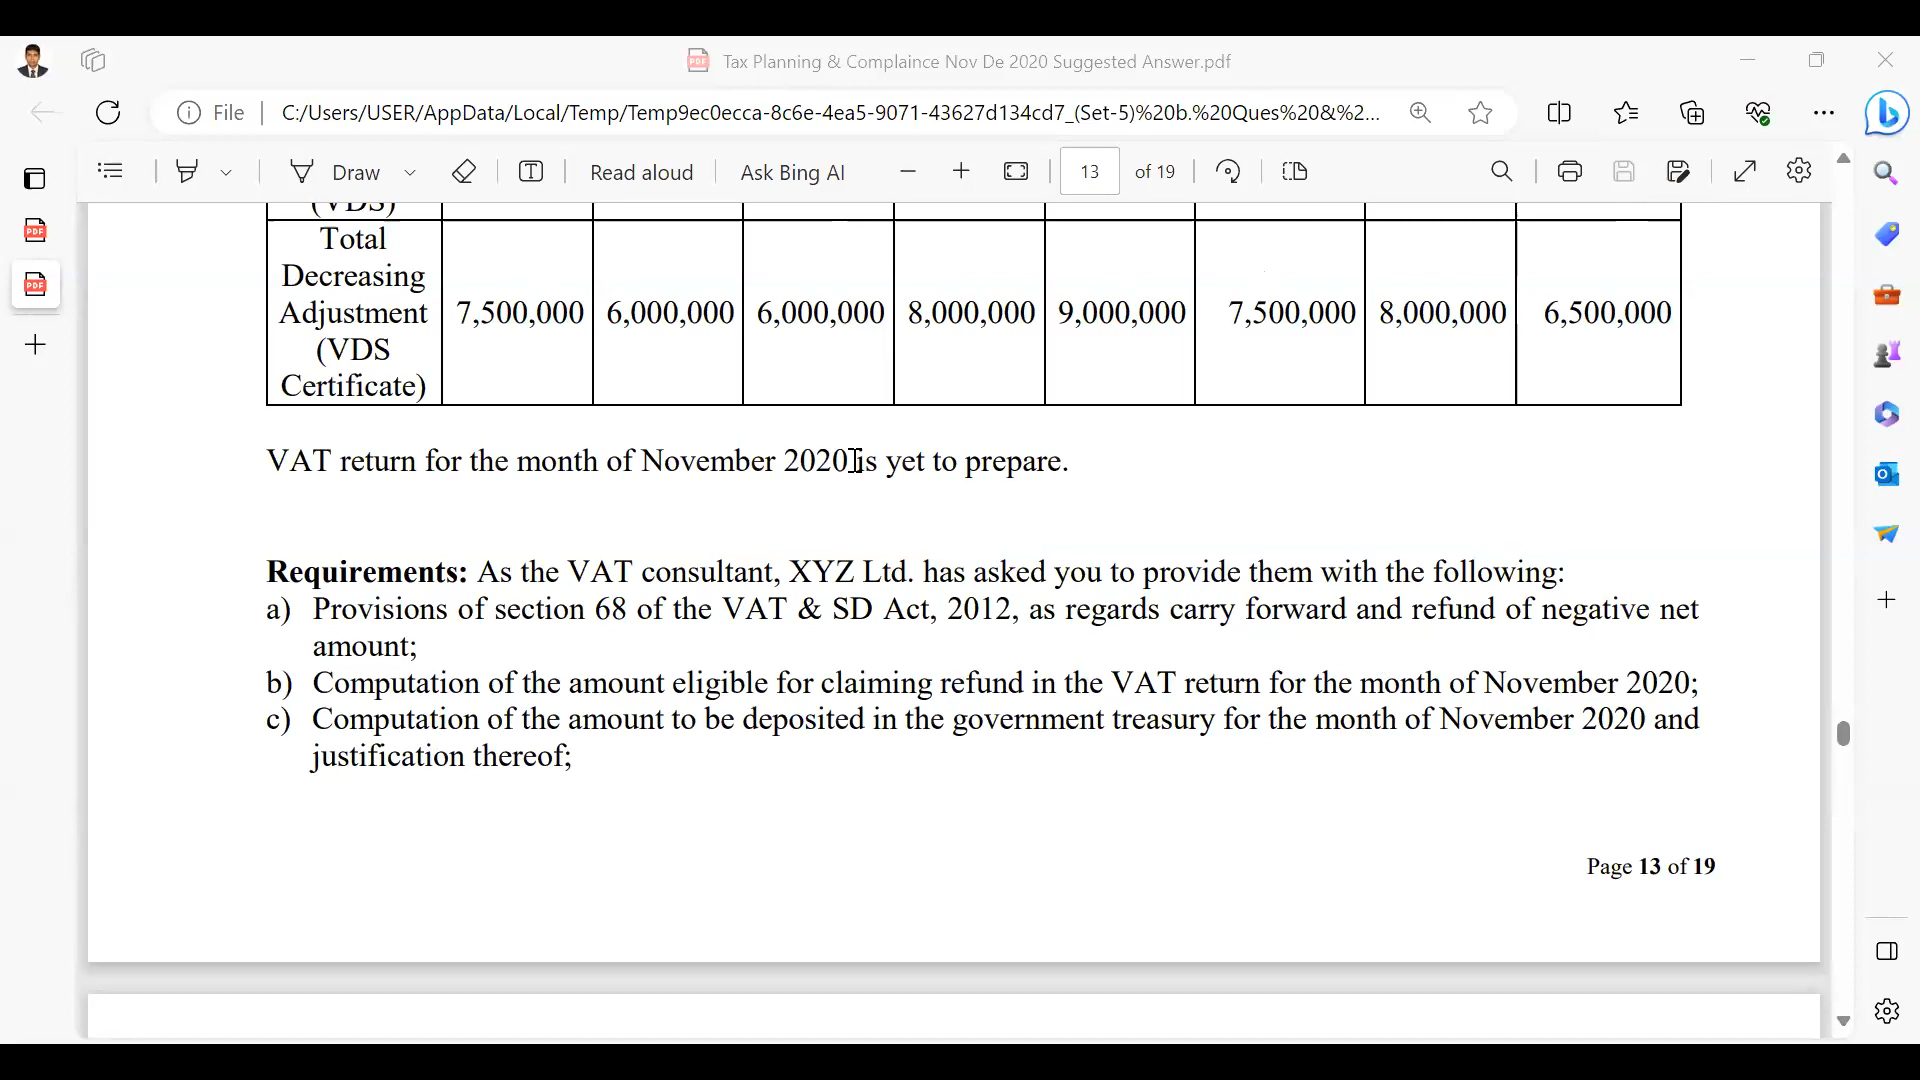 Tax Planning & Complaince Nov De 2020 Suggested Answer.pdf
File
C:/Users/USER/AppData/Local/Temp/Temp9ec0ecca-8c6e-4ea5-9071-43627d134cd7_(Set-5)%20b.%20Ques%20&%2...
Draw
Read aloud
Ask Bing AI
13
of 19
(VDS)
Total
Decreasing
Adjustment
(VDS
Certificate)
7,500,000 6,000,000 6,000,000 8,000,000 9,000,000 7,500,000 8,000,000 6,500,000
VAT return for the month of November 2020 is yet to prepare.
Requirements: As the VAT consultant, XYZ Ltd. has asked you to provide them with the following:
a) Provisions of section 68 of the VAT & SD Act, 2012, as regards carry forward and refund of negative net
amount;
b) Computation of the amount eligible for claiming refund in the VAT return for the month of November 2020;
c) Computation of the amount to be deposited in the government treasury for the month of November 2020 and
justification thereof;
Page 13 of 19